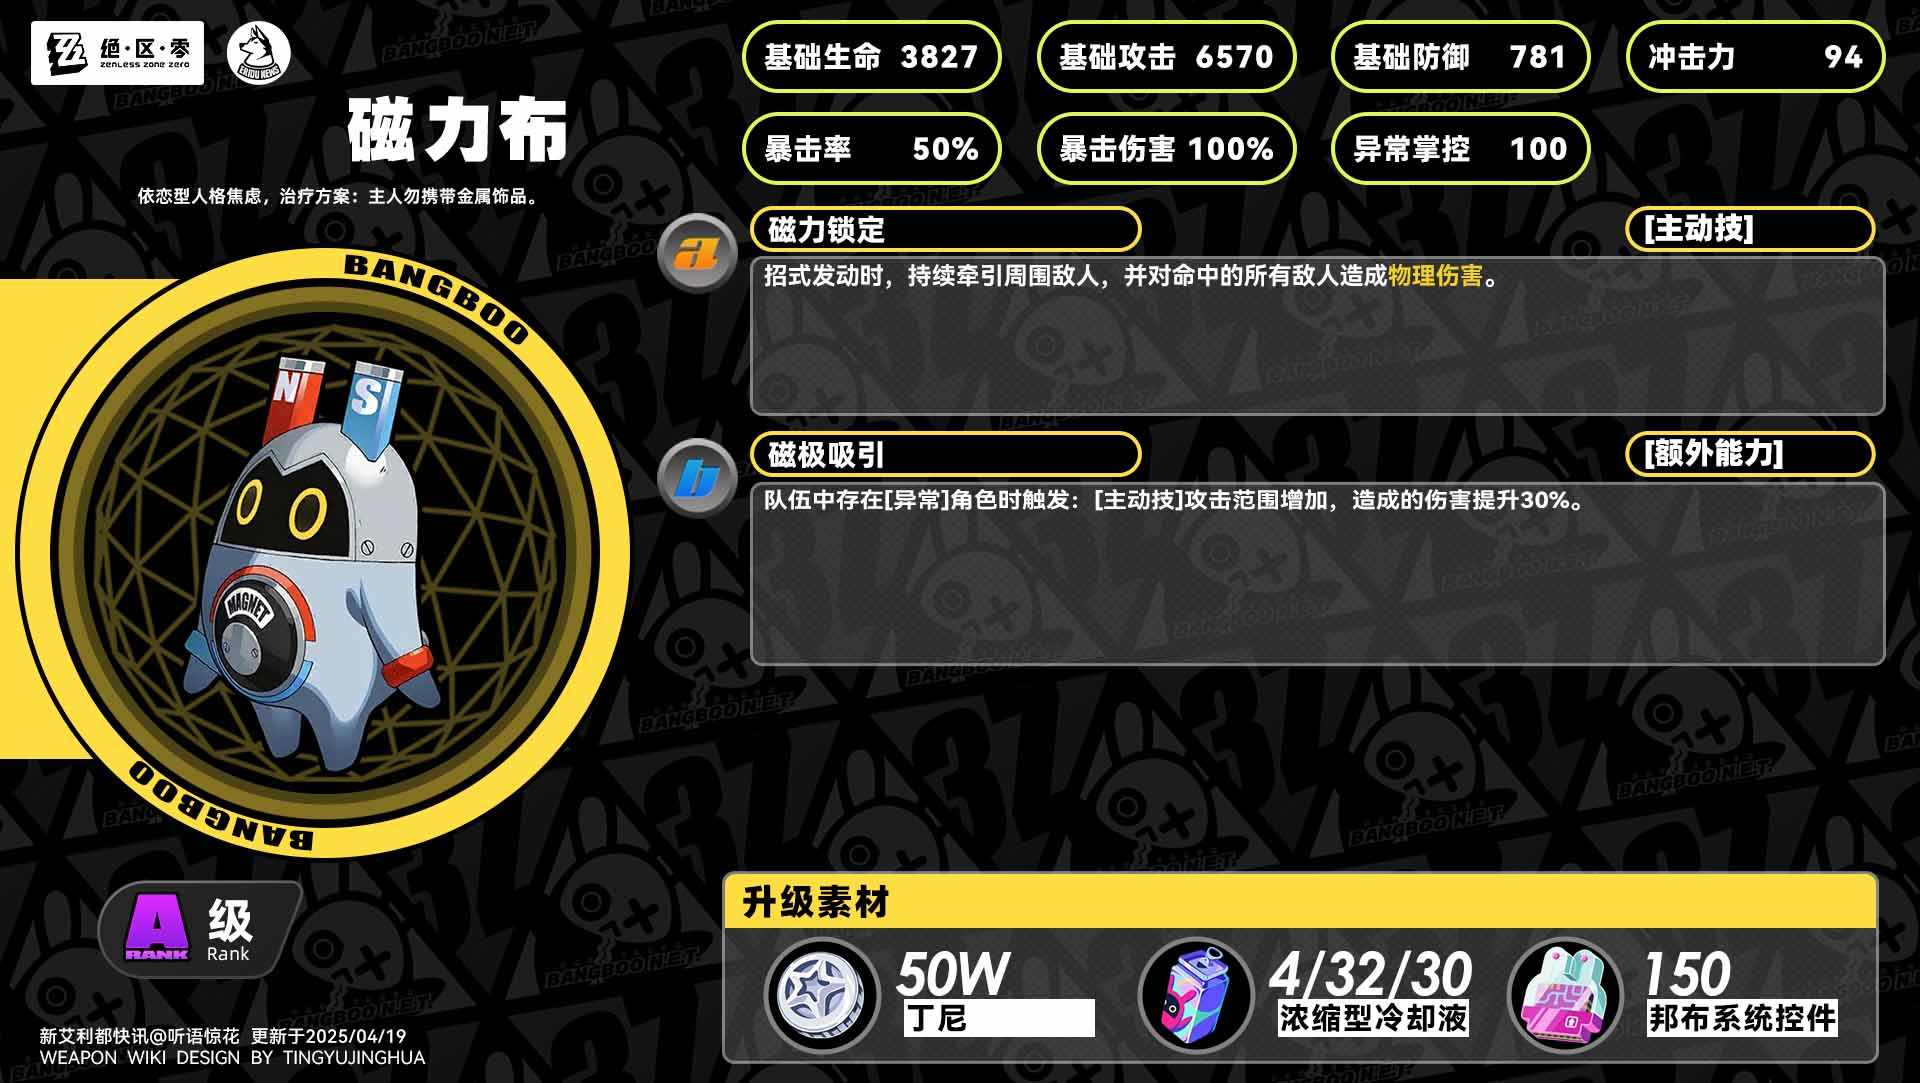 绝·区·零
ZENLESS ZONE ZERO
ERIDU NEWS
磁力布
依恋型人格焦虑，治疗方案：主人勿携带金属饰品。
基础生命 3827
基础攻击 6570
基础防御 781
冲击力 94
暴击率 50%
暴击伤害 100%
异常掌控 100
a
磁力锁定
[主动技]
招式发动时，持续牵引周围敌人，并对命中的所有敌人造成物理伤害。
b
磁极吸引
[额外能力]
队伍中存在[异常]角色时触发：[主动技]攻击范围增加，造成的伤害提升30%。
BANGBOO
N S
MAGNET
BANGBOO
A
RANK
级
Rank
升级素材
50W
丁尼
4/32/30
浓缩型冷却液
150
邦布系统控件
新艾利都快讯@听语惊花 更新于2025/04/19
WEAPON WIKI DESIGN BY TINGYUJINGHUA
BANGBOO N.E.T.